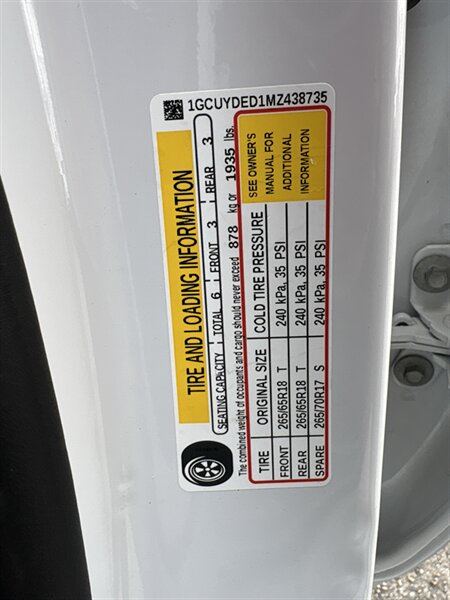 1GCUYDED1MZ438735
TIRE AND LOADING INFORMATION
SEATING CAPACITY TOTAL 6 FRONT 3 REAR 3
The combined weight of occupants and cargo should never exceed 878 kg or 1935 lbs.
TIRE ORIGINAL SIZE COLD TIRE PRESSURE SEE OWNER'S
FRONT 265/65R18 T 240 kPa, 35 PSI MANUAL FOR
REAR 265/65R18 T 240 kPa, 35 PSI ADDITIONAL
SPARE 265/70R17 S 240 kPa, 35 PSI INFORMATION